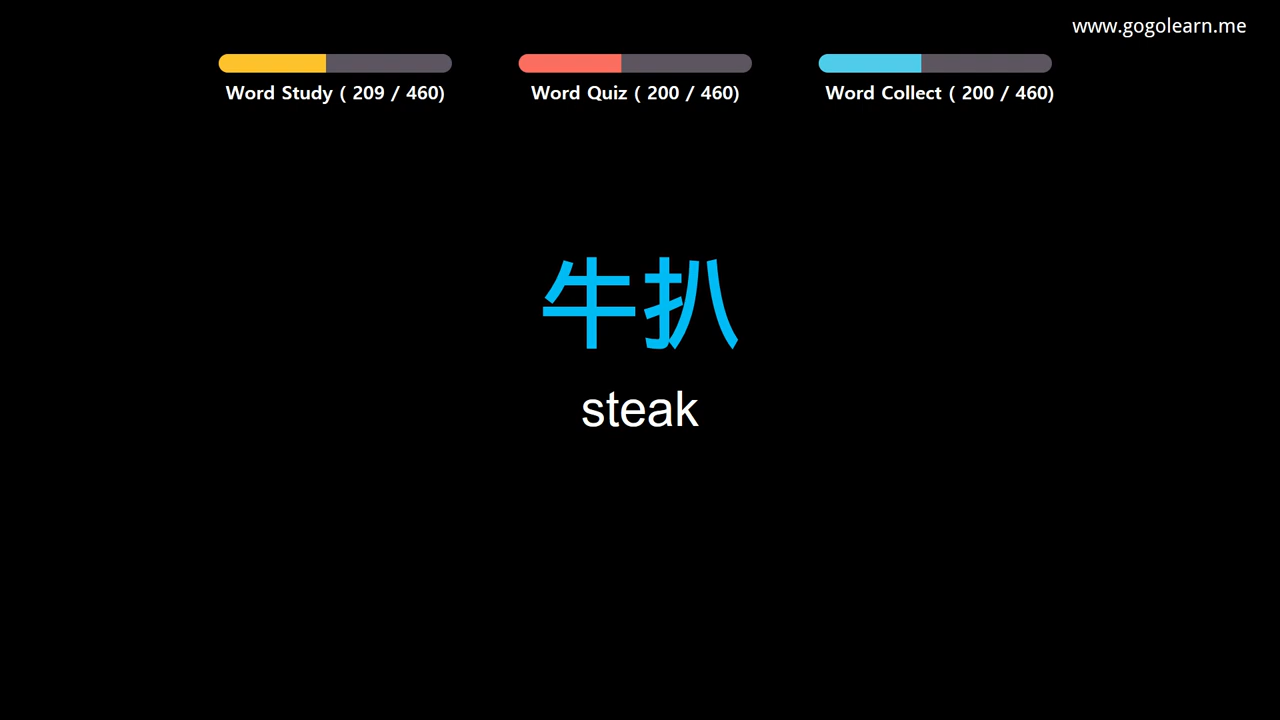 www.gogolearn.me
Word Study ( 209 / 460)
Word Quiz ( 200 / 460)
Word Collect ( 200 / 460)
牛扒
steak